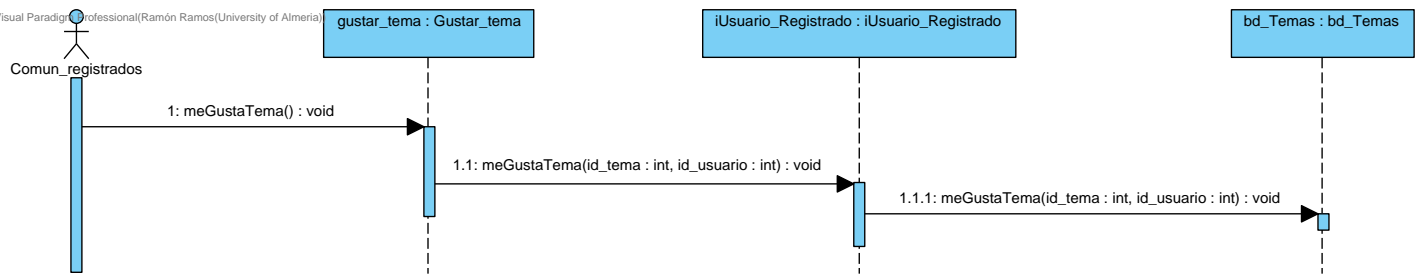 Visual Paradigm Professional(Ramón Ramos(University of Almeria))
gustar_tema : Gustar_tema
iUsuario_Registrado : iUsuario_Registrado
bd_Temas : bd_Temas
Comun_registrados
1: meGustaTema() : void
1.1: meGustaTema(id_tema : int, id_usuario : int) : void
1.1.1: meGustaTema(id_tema : int, id_usuario : int) : void